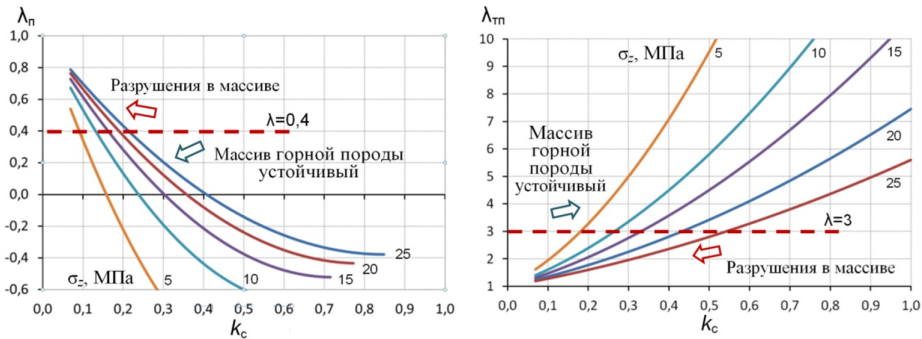 λп
1,0
0,8
0,6
0,4
0,2
0,0
-0,2
-0,4
-0,6
Разрушения в массиве
λ=0,4
Массив горной породы
устойчивый
σz, МПа
5
10
15
20
25
0,0 0,1 0,2 0,3 0,4 0,5 0,6 0,7 0,8 0,9 1,0
kс
λтп
10
9
8
7
6
5
4
3
2
1
σz, МПа
5
10
15
20
25
Массив
горной
породы
устойчивый
λ=3
Разрушения в массиве
0,0 0,1 0,2 0,3 0,4 0,5 0,6 0,7 0,8 0,9 1,0
kс